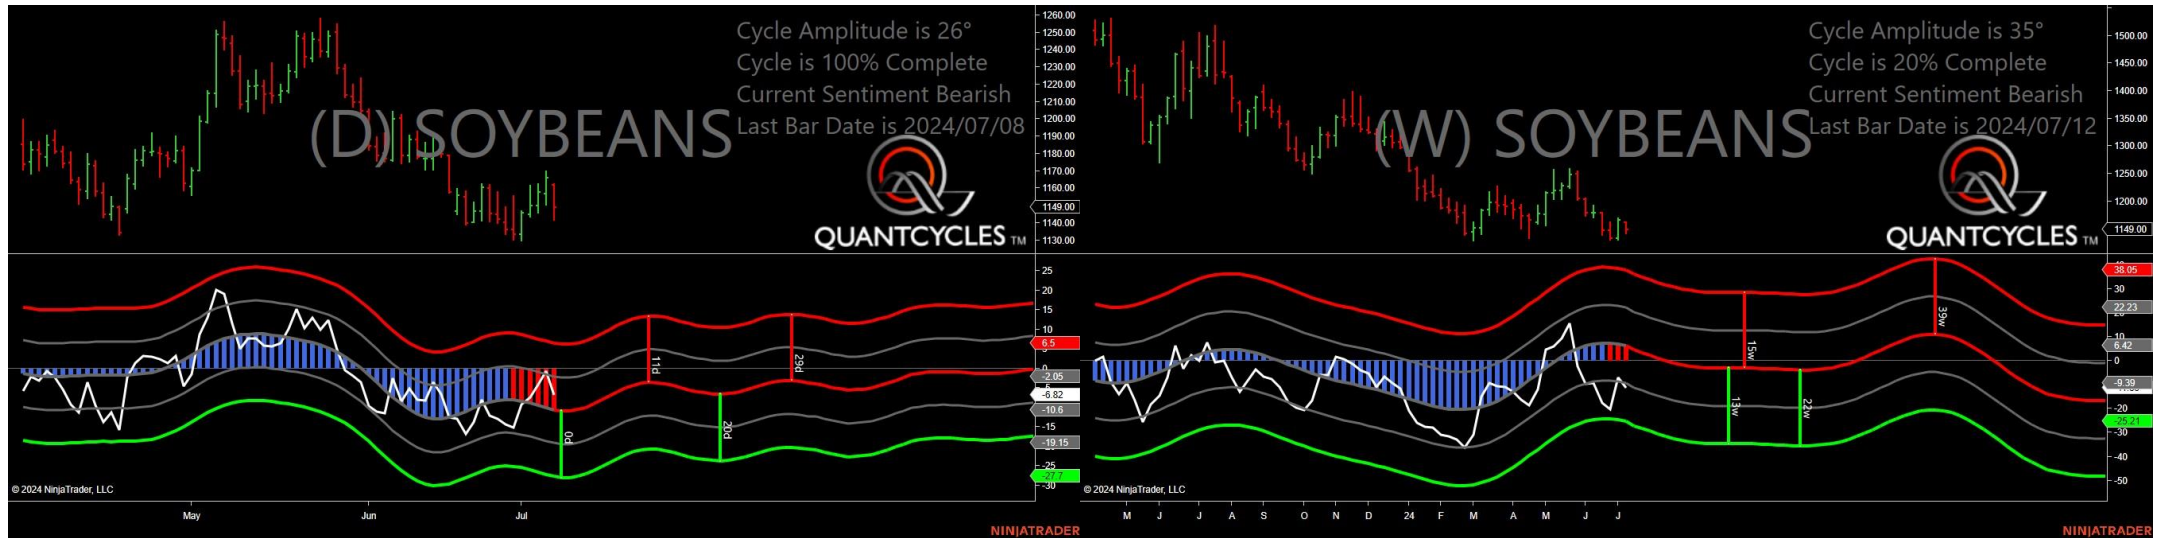 Cycle Amplitude is 26°
Cycle is 100% Complete
Current Sentiment Bearish
Last Bar Date is 2024/07/08
(D) SOYBEANS
QUANTCYCLES TM
1260.00
1250.00
1240.00
1230.00
1220.00
1210.00
1200.00
1190.00
1180.00
1170.00
1160.00
1149.00
1140.00
1130.00
25
20
15
10
6.5
-2.05
-6.82
-10.6
-15
-19.15
-25
-27.7
-30
11d
29d
0d
20d
© 2024 NinjaTrader, LLC
May
Jun
Jul
NINJATRADER
Cycle Amplitude is 35°
Cycle is 20% Complete
Current Sentiment Bearish
Last Bar Date is 2024/07/12
(W) SOYBEANS
QUANTCYCLES TM
1500.00
1450.00
1400.00
1350.00
1300.00
1250.00
1200.00
1149.00
38.05
30
22.23
10
6.42
0
-9.39
-20
-25.21
-30
-40
-50
15w
39w
13w
22w
© 2024 NinjaTrader, LLC
M J J A S O N D 24 F M A M J J
NINJATRADER